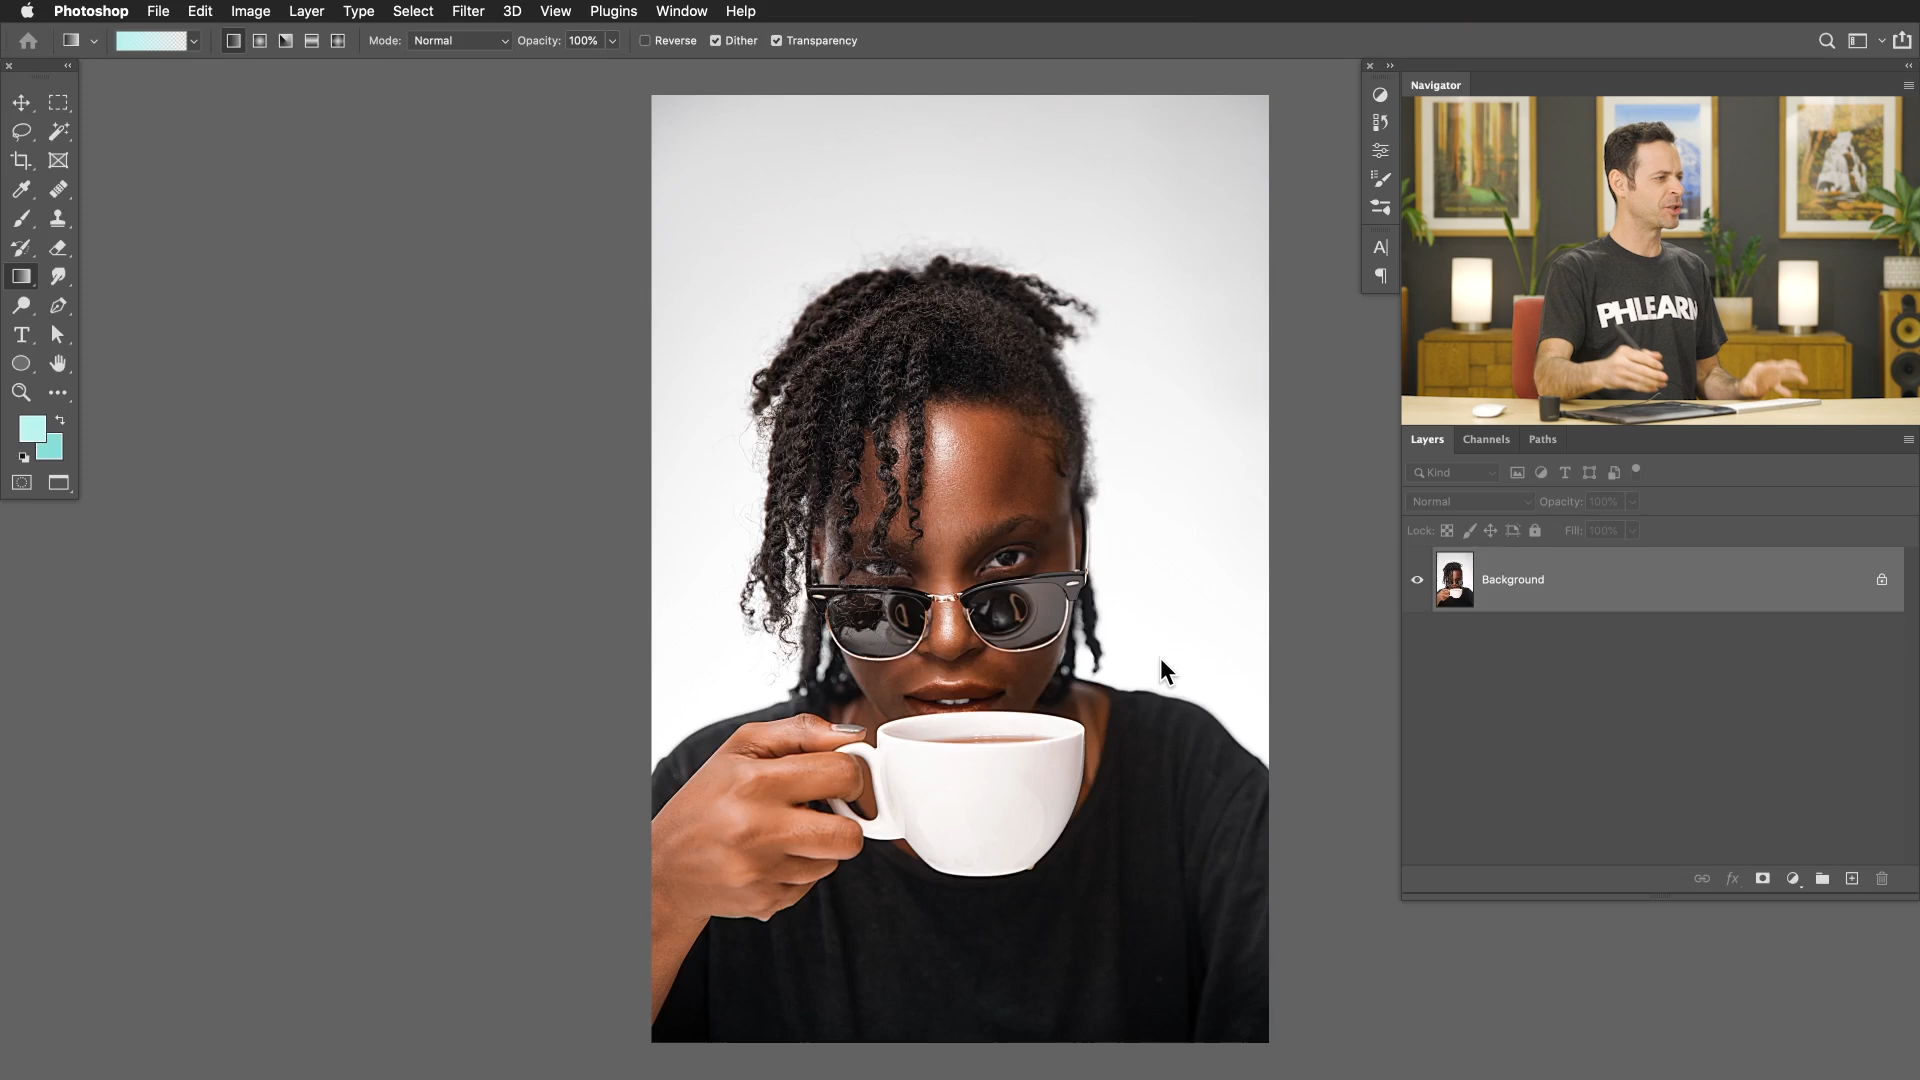 Photoshop File Edit Image Layer Type Select Filter 3D View Plugins Window Help
Mode: Normal Opacity: 100% Reverse Dither Transparency
Navigator
PHLEARN
Layers Channels Paths
Kind
Normal Opacity: 100%
Lock: Fill: 100%
Background